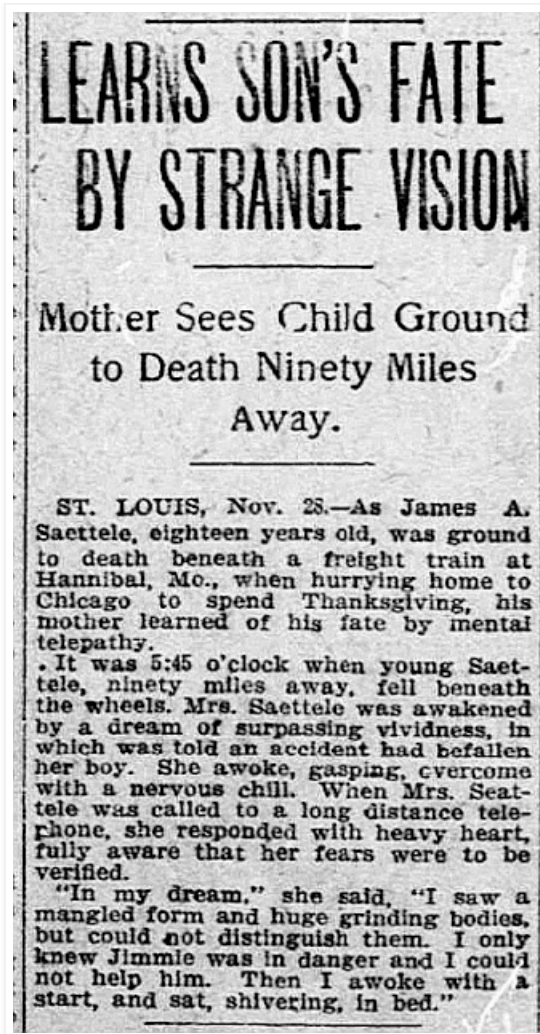 LEARNS SON'S FATE
BY STRANGE VISION
Mother Sees Child Ground
to Death Ninety Miles
Away.
ST. LOUIS, Nov. 28.—As James A.
Saettele, eighteen years old, was ground
to death beneath a freight train at
Hannibal, Mo., when hurrying home to
Chicago to spend Thanksgiving, his
mother learned of his fate by mental
telepathy.
It was 5:45 o'clock when young Saet-
tele, ninety miles away, fell beneath
the wheels. Mrs. Saettele was awakened
by a dream of surpassing vividness, in
which was told an accident had befallen
her boy. She awoke, gasping, overcome
with a nervous chill. When Mrs. Seat-
tele was called to a long distance tele-
phone, she responded with heavy heart,
fully aware that her fears were to be
verified.
"In my dream," she said, "I saw a
mangled form and huge grinding bodies,
but could not distinguish them. I only
knew Jimmie was in danger and I could
not help him. Then I awoke with a
start, and sat, shivering, in bed."